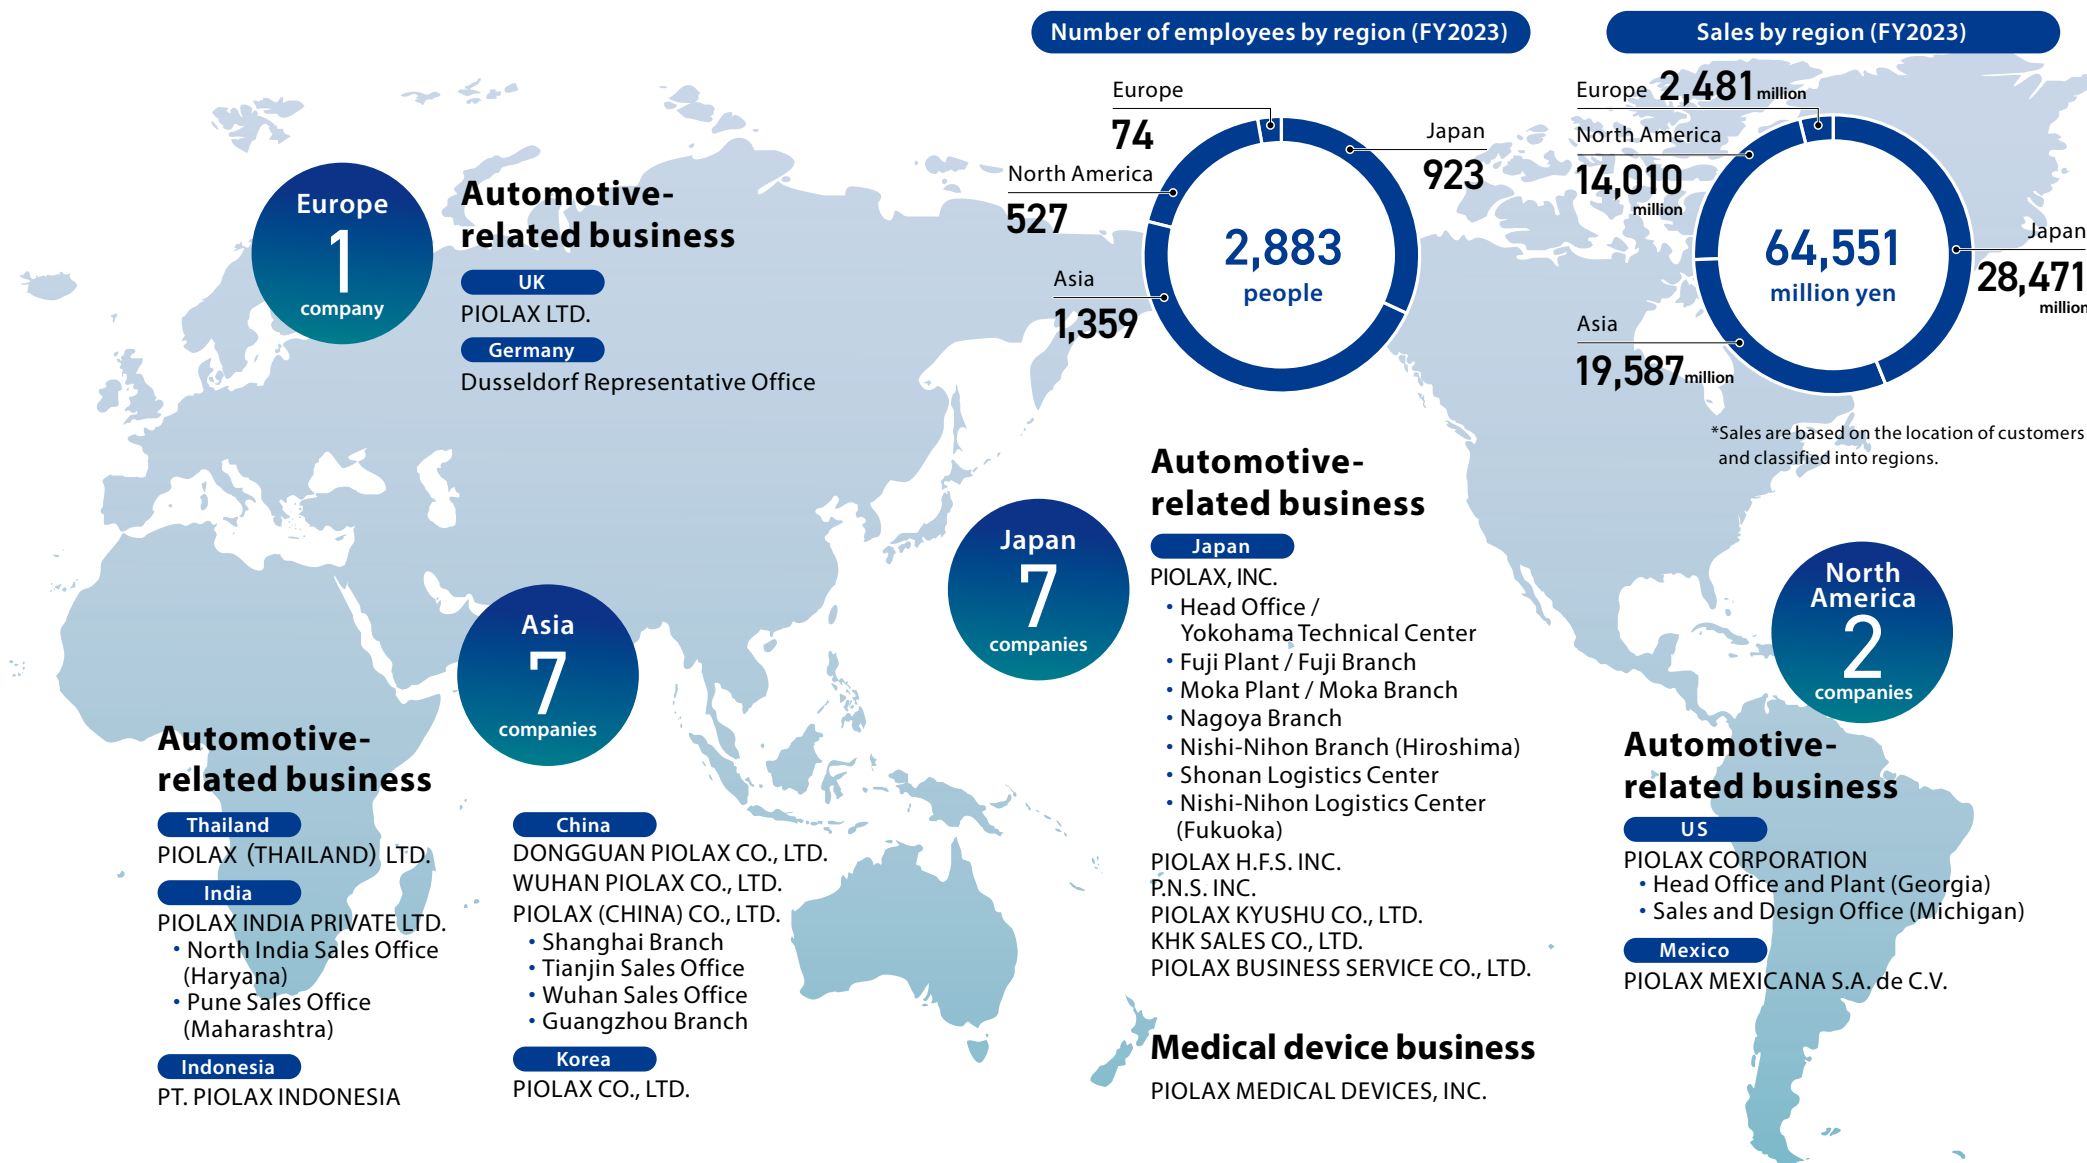 Number of employees by region (FY2023)
Europe
74
North America
527
Asia
1,359
Japan
923
2,883
people
Sales by region (FY2023)
Europe 2,481 million
North America
14,010
million
Asia
19,587 million
Japan
28,471
million
64,551
million yen
*Sales are based on the location of customers
and classified into regions.
Europe
1
company
Automotive-
related business
UK
PIOLAX LTD.
Germany
Dusseldorf Representative Office
Asia
7
companies
Automotive-
related business
Thailand
PIOLAX (THAILAND) LTD.
India
PIOLAX INDIA PRIVATE LTD.
• North India Sales Office
(Haryana)
• Pune Sales Office
(Maharashtra)
Indonesia
PT. PIOLAX INDONESIA
China
DONGGUAN PIOLAX CO., LTD.
WUHAN PIOLAX CO., LTD.
PIOLAX (CHINA) CO., LTD.
• Shanghai Branch
• Tianjin Sales Office
• Wuhan Sales Office
• Guangzhou Branch
Korea
PIOLAX CO., LTD.
Japan
7
companies
Automotive-
related business
Japan
PIOLAX, INC.
• Head Office /
Yokohama Technical Center
• Fuji Plant / Fuji Branch
• Moka Plant / Moka Branch
• Nagoya Branch
• Nishi-Nihon Branch (Hiroshima)
• Shonan Logistics Center
• Nishi-Nihon Logistics Center
(Fukuoka)
PIOLAX H.F.S. INC.
P.N.S. INC.
PIOLAX KYUSHU CO., LTD.
KHK SALES CO., LTD.
PIOLAX BUSINESS SERVICE CO., LTD.
Medical device business
PIOLAX MEDICAL DEVICES, INC.
North
America
2
companies
Automotive-
related business
US
PIOLAX CORPORATION
• Head Office and Plant (Georgia)
• Sales and Design Office (Michigan)
Mexico
PIOLAX MEXICANA S.A. de C.V.